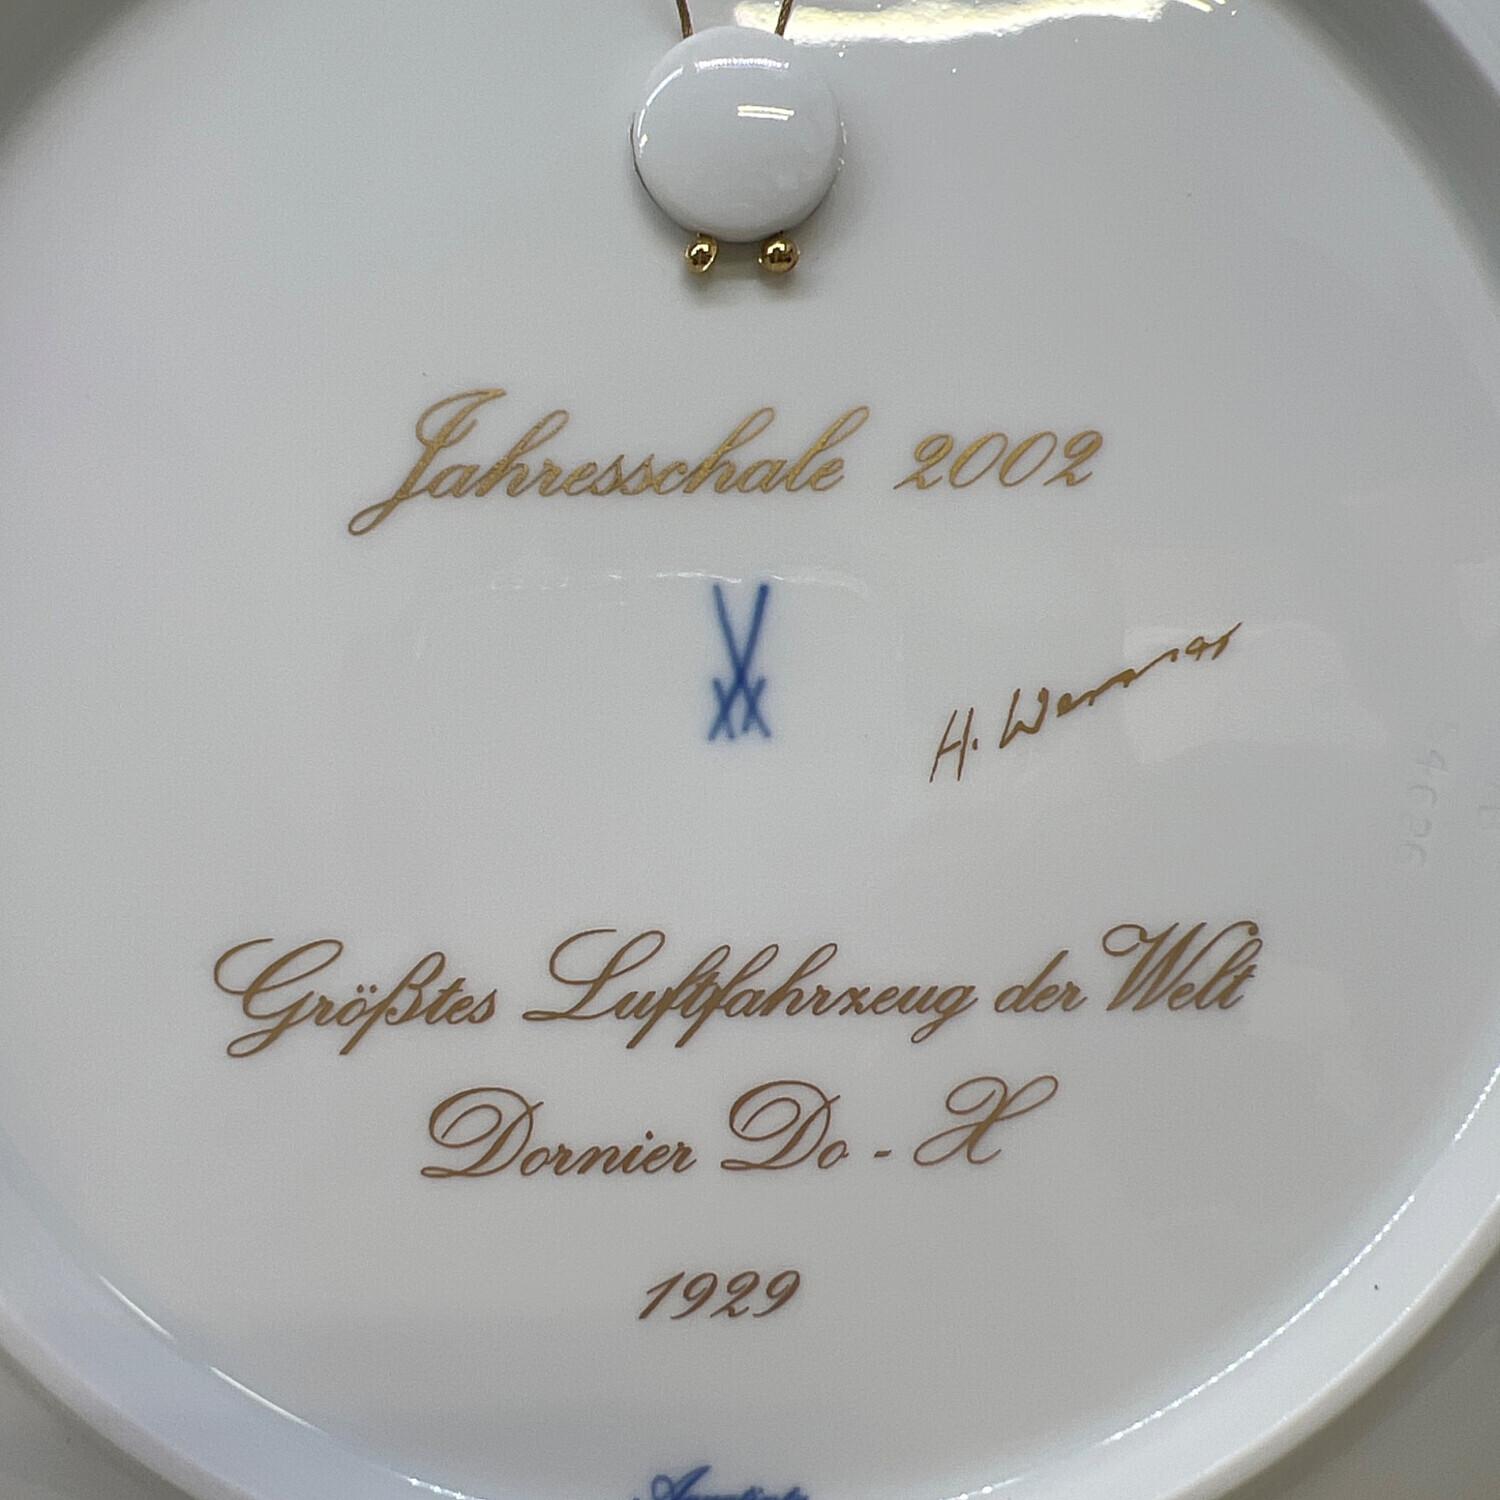 Jahresschale 2002
H. Werner
Größtes Luftfahrzeug der Welt
Dornier Do - X
1929